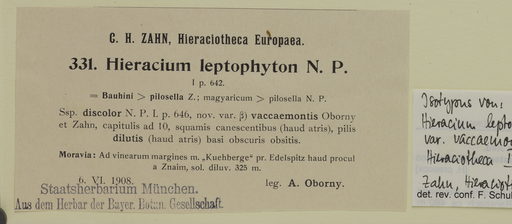 C. H. ZAHN, Hieraciotheca Europaea.
331. Hieracium leptophyton N. P.
I p. 642.
= Bauhini > pilosella Z.; magyaricum > pilosella N. P.
Ssp. discolor N. P. I. p. 646, nov. var. β) vaccaemontis Oborny
et Zahn, capitulis ad 10, squamis canescentibus (haud atris), pilis
dilutis (haud atris) basi obscuris obsitis.
Moravia: Ad vinearum margines m. „Kuehberge“ pr. Edelspitz haud procul
a Znaim, sol. diluv. 325 m.
6. VI. 1908.
leg. A. Oborny.
Staatsherbarium München.
Aus dem Herbar der Bayer. Botan. Gesellschaft.
Isotypus von:
Hieracium lepto
var. vaccaemo
Hieraciotheca
Zahn, Hieraciot
det. rev. conf. F. Schu